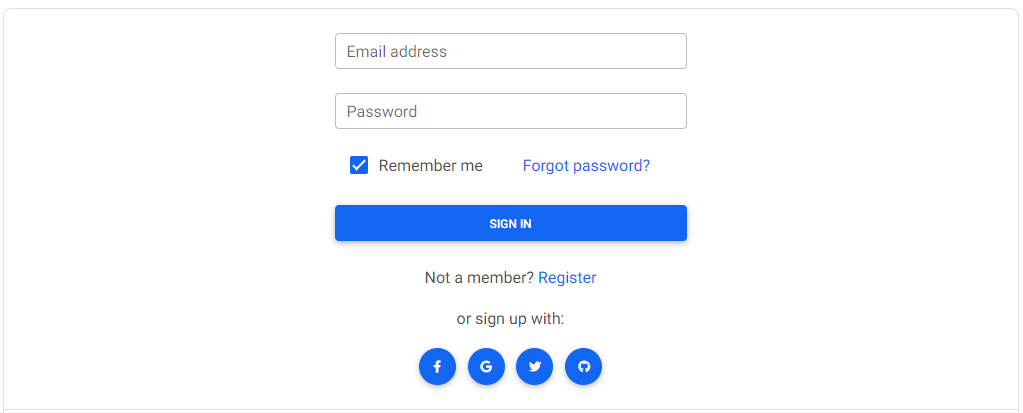 Email address
Password
Remember me Forgot password?
SIGN IN
Not a member? Register
or sign up with: